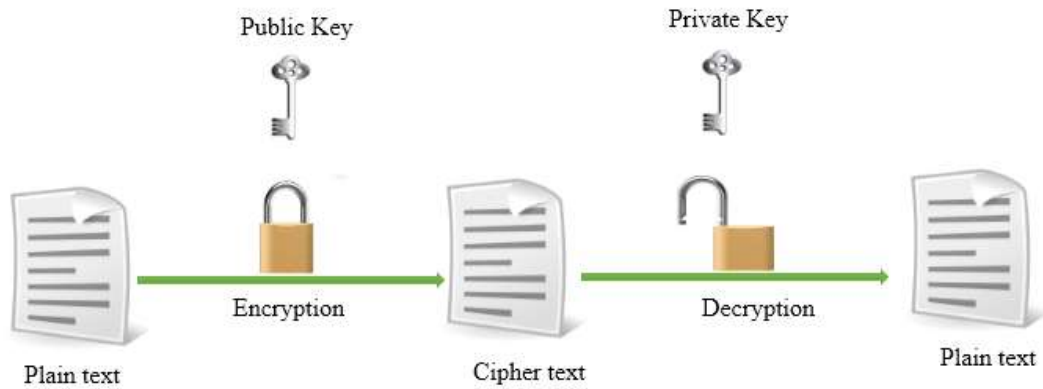 Public Key
Private Key
Encryption
Decryption
Plain text
Cipher text
Plain text